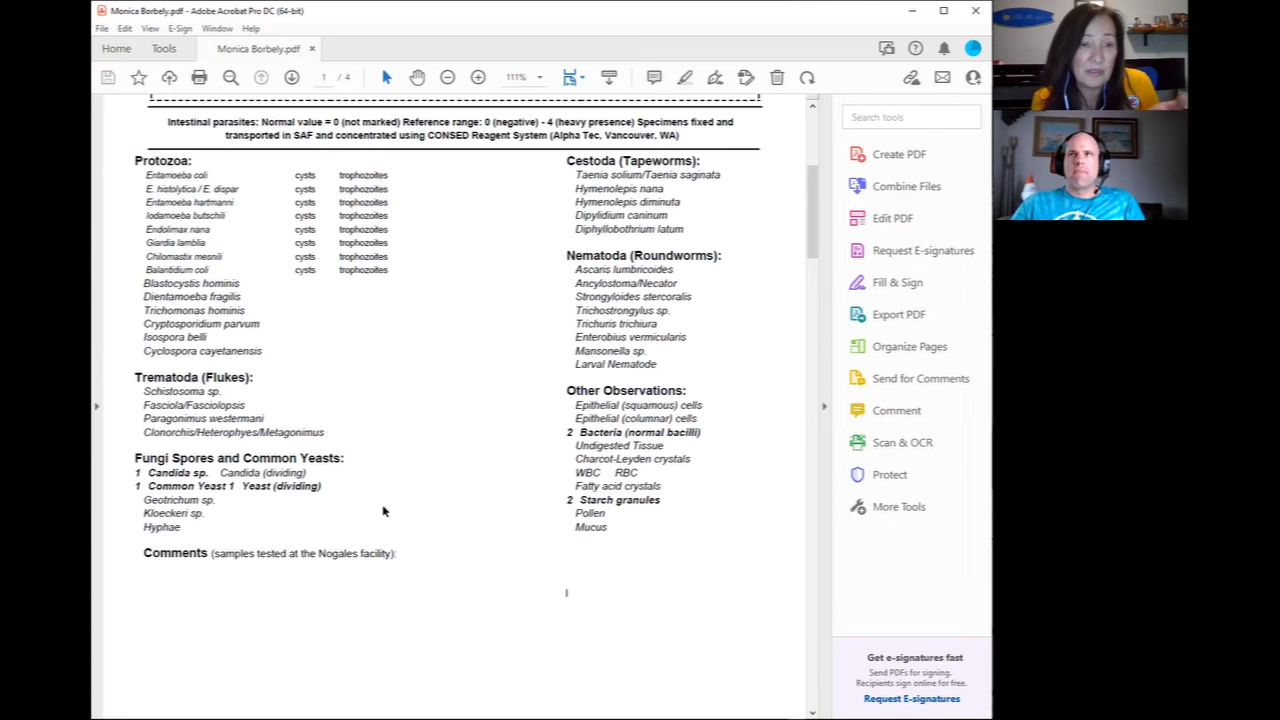 Monica Borbely.pdf - Adobe Acrobat Pro DC (64-bit)
File Edit View E-Sign Window Help
Home Tools Monica Borbely.pdf ×
1 / 4 111%
Intestinal parasites: Normal value = 0 (not marked) Reference range: 0 (negative) - 4 (heavy presence) Specimens fixed and
transported in SAF and concentrated using CONSED Reagent System (Alpha Tec, Vancouver, WA)
Protozoa:
Entamoeba coli cysts trophozoites
E. histolytica / E. dispar cysts trophozoites
Entamoeba hartmanni cysts trophozoites
Iodamoeba butschili cysts trophozoites
Endolimax nana cysts trophozoites
Giardia lamblia cysts trophozoites
Chilomastix mesnili cysts trophozoites
Balantidium coli cysts trophozoites
Blastocystis hominis
Dientamoeba fragilis
Trichomonas hominis
Cryptosporidium parvum
Isospora belli
Cyclospora cayetanensis
Trematoda (Flukes):
Schistosoma sp.
Fasciola/Fasciolopsis
Paragonimus westermani
Clonorchis/Heterophyes/Metagonimus
Fungi Spores and Common Yeasts:
1 Candida sp. Candida (dividing)
1 Common Yeast 1 Yeast (dividing)
Geotrichum sp.
Kloeckeri sp.
Hyphae
Comments (samples tested at the Nogales facility):
Cestoda (Tapeworms):
Taenia solium/Taenia saginata
Hymenolepis nana
Hymenolepis diminuta
Dipylidium caninum
Diphyllobothrium latum
Nematoda (Roundworms):
Ascaris lumbricoides
Ancylostoma/Necator
Strongyloides stercoralis
Trichostrongylus sp.
Trichuris trichiura
Enterobius vermicularis
Mansonella sp.
Larval Nematode
Other Observations:
Epithelial (squamous) cells
Epithelial (columnar) cells
2 Bacteria (normal bacilli)
Undigested Tissue
Charcot-Leyden crystals
WBC RBC
Fatty acid crystals
2 Starch granules
Pollen
Mucus
Search tools
Create PDF
Combine Files
Edit PDF
Request E-signatures
Fill & Sign
Export PDF
Organize Pages
Send for Comments
Comment
Scan & OCR
Protect
More Tools
Get e-signatures fast
Send PDFs for signing.
Recipients sign online for free.
Request E-signatures